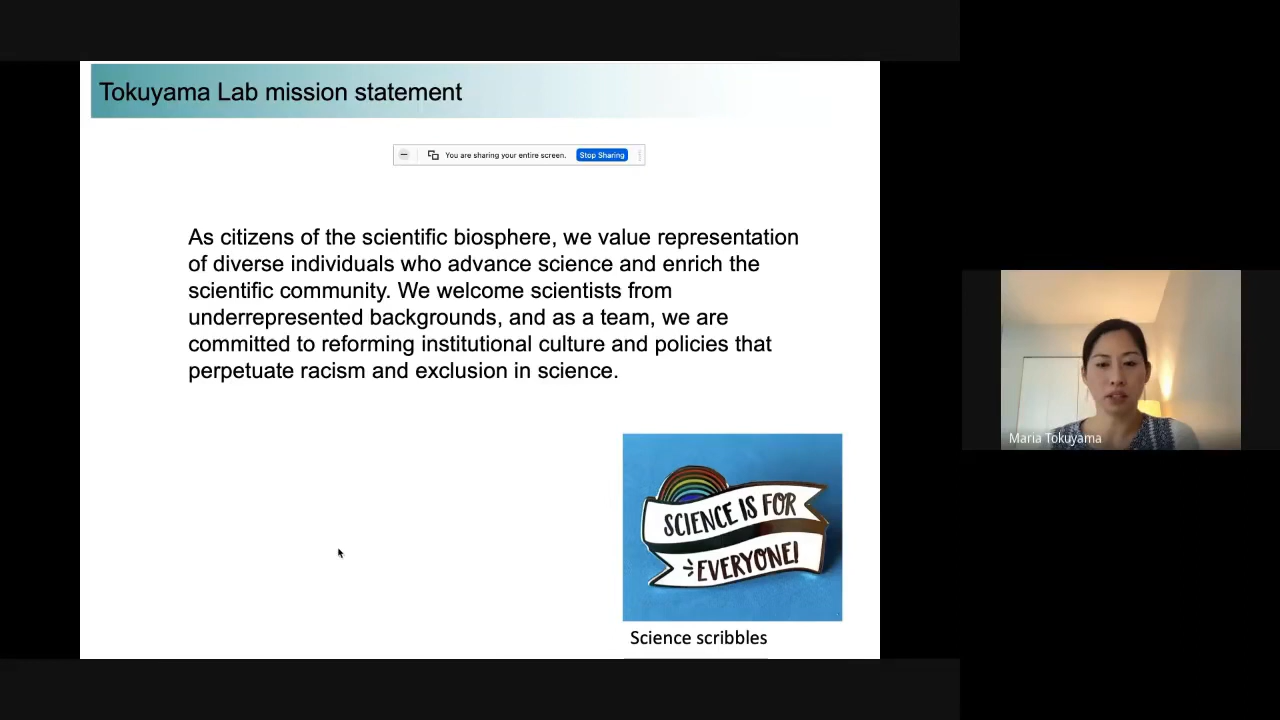 Tokuyama Lab mission statement
You are sharing your entire screen. Stop Sharing
As citizens of the scientific biosphere, we value representation
of diverse individuals who advance science and enrich the
scientific community. We welcome scientists from
underrepresented backgrounds, and as a team, we are
committed to reforming institutional culture and policies that
perpetuate racism and exclusion in science.
SCIENCE IS FOR
EVERYONE!
Science scribbles
Maria Tokuyama